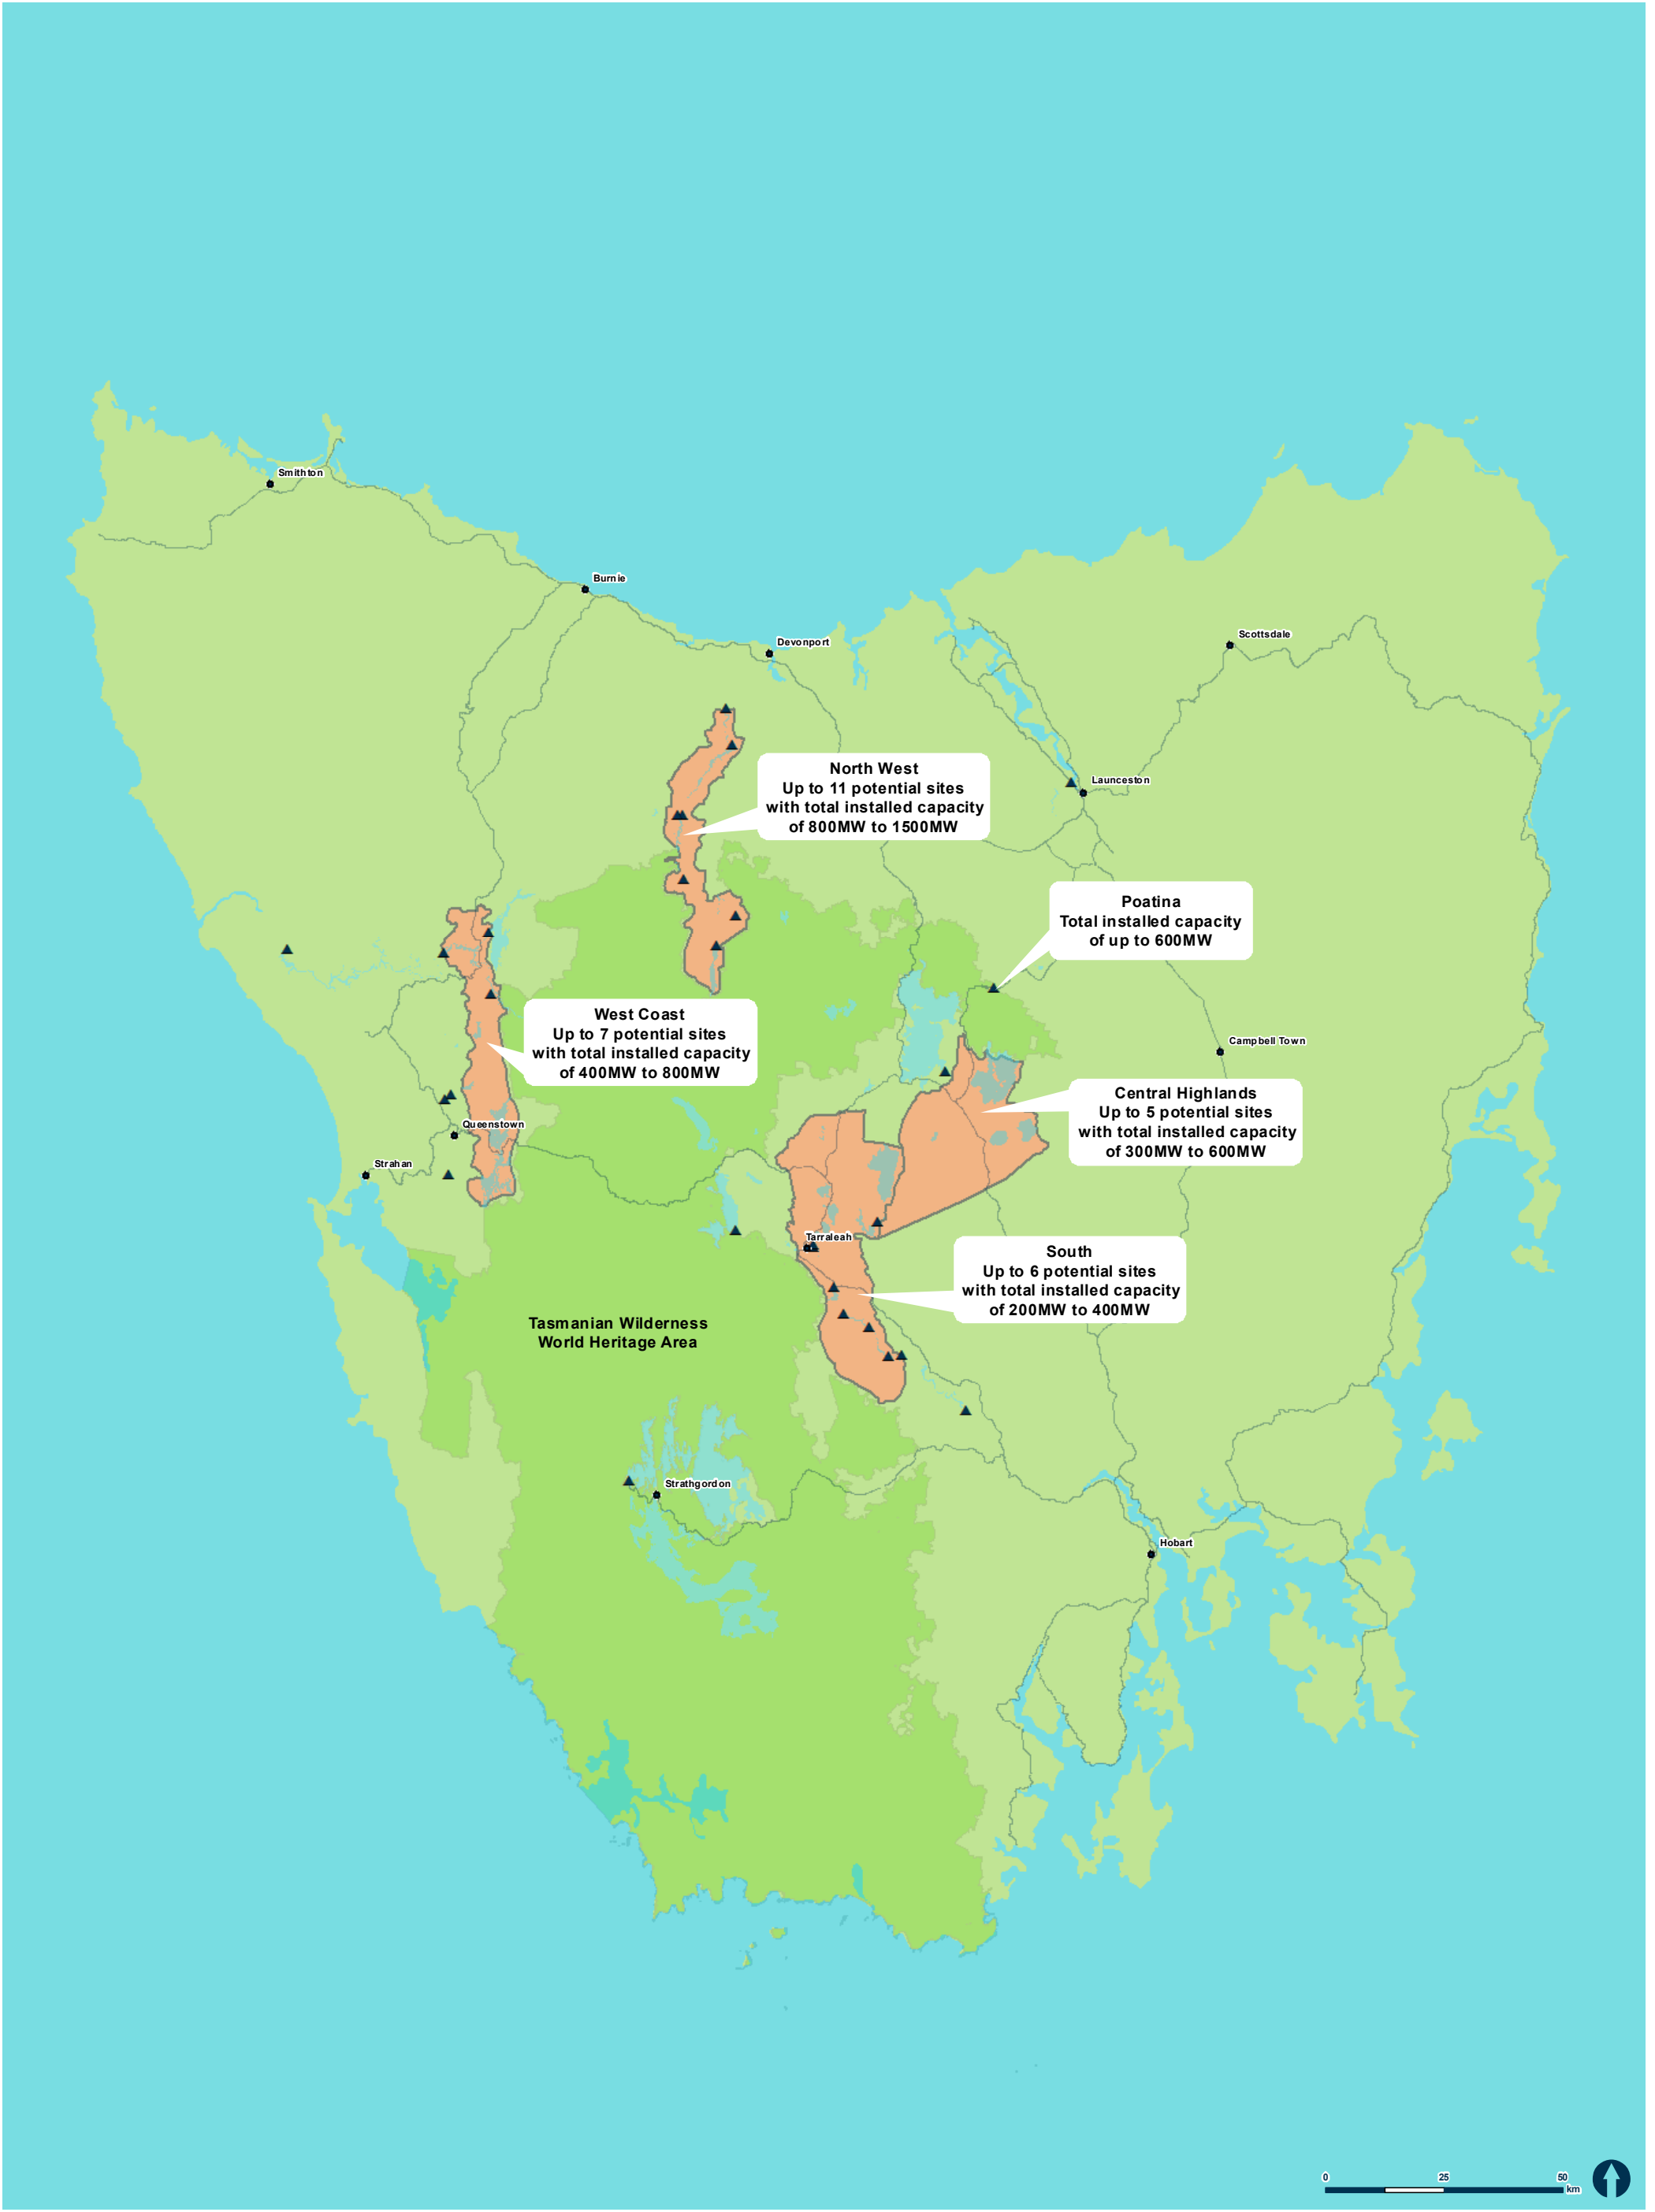 Smithton
Burnie
Devonport
Scottsdale
North West
Up to 11 potential sites
with total installed capacity
of 800MW to 1500MW
Launceston
Poatina
Total installed capacity
of up to 600MW
West Coast
Up to 7 potential sites
with total installed capacity
of 400MW to 800MW
Campbell Town
Central Highlands
Up to 5 potential sites
with total installed capacity
of 300MW to 600MW
Queenstown
Strahan
Tarraleah
South
Up to 6 potential sites
with total installed capacity
of 200MW to 400MW
Tasmanian Wilderness
World Heritage Area
Strathgordon
Hobart
0 25 50
km